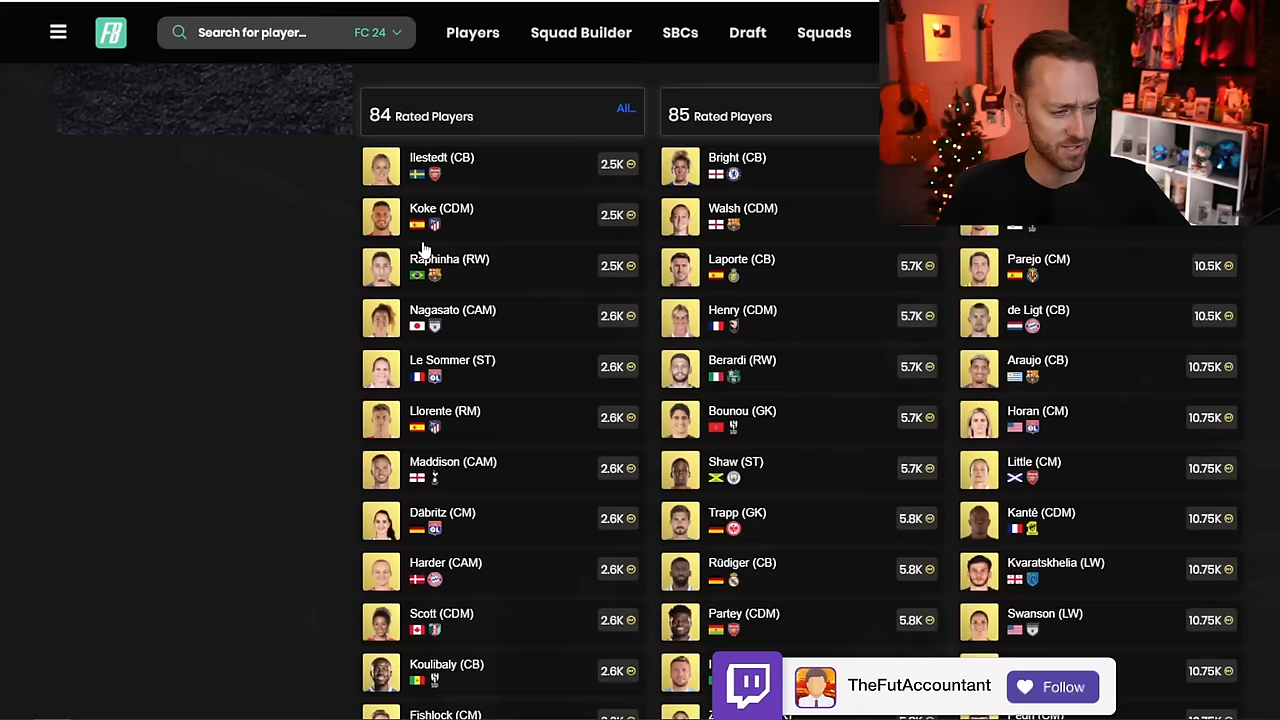 FB
Search for player...
FC 24
Players
Squad Builder
SBCs
Draft
Squads
84 Rated Players
All...
85 Rated Players
Ilestedt (CB)
2.5K
Bright (CB)
Koke (CDM)
2.5K
Walsh (CDM)
Raphinha (RW)
2.5K
Laporte (CB)
5.7K
Parejo (CM)
10.5K
Nagasato (CAM)
2.6K
Henry (CDM)
5.7K
de Ligt (CB)
10.5K
Le Sommer (ST)
2.6K
Berardi (RW)
5.7K
Araujo (CB)
10.75K
Llorente (RM)
2.6K
Bounou (GK)
5.7K
Horan (CM)
10.75K
Maddison (CAM)
2.6K
Shaw (ST)
5.7K
Little (CM)
10.75K
Däbritz (CM)
2.6K
Trapp (GK)
5.8K
Kanté (CDM)
10.75K
Harder (CAM)
2.6K
Rüdiger (CB)
5.8K
Kvaratskhelia (LW)
10.75K
Scott (CDM)
2.6K
Partey (CDM)
5.8K
Swanson (LW)
10.75K
Koulibaly (CB)
2.6K
10.75K
Fishlock (CM)
TheFutAccountant
Follow